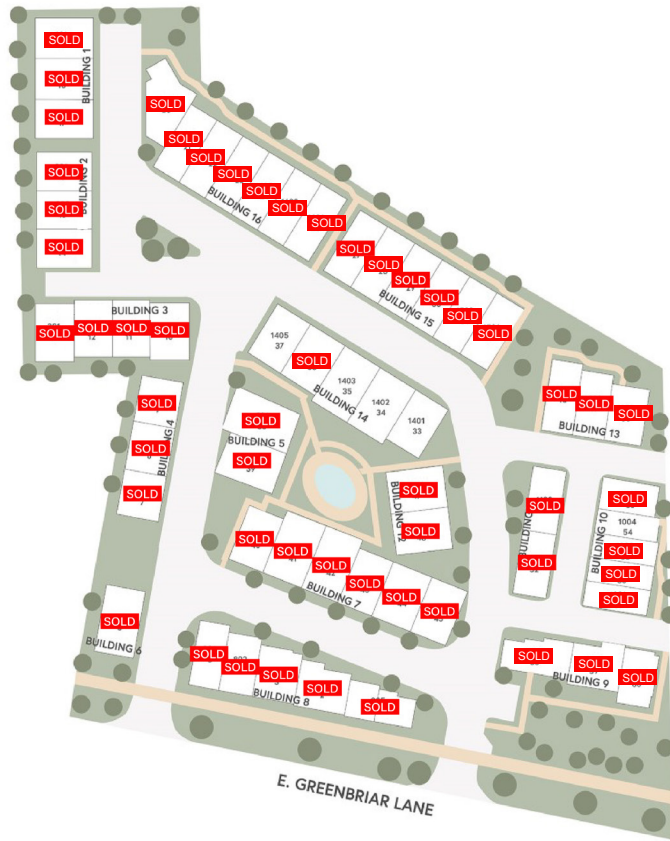 SOLD
SOLD
SOLD
BUILDING 1
SOLD
SOLD
SOLD
BUILDING 2
SOLD
SOLD
SOLD
SOLD
SOLD
SOLD
SOLD
BUILDING 16
SOLD
SOLD
SOLD
SOLD
SOLD
SOLD
BUILDING 15
BUILDING 3
SOLD
SOLD
SOLD
SOLD
12
11
1405
37
SOLD
1403
35
1402
34
1401
33
BUILDING 14
SOLD
SOLD
SOLD
BUILDING 13
SOLD
SOLD
SOLD
BUILDING 4
SOLD
BUILDING 5
SOLD
SOLD
SOLD
BUILDING 12
SOLD
SOLD
BUILDING
SOLD
1004
54
SOLD
SOLD
SOLD
BUILDING 10
SOLD
SOLD
SOLD
SOLD
SOLD
SOLD
BUILDING 7
SOLD
BUILDING 6
SOLD
SOLD
SOLD
SOLD
SOLD
BUILDING 8
SOLD
SOLD
SOLD
BUILDING 9
E. GREENBRIAR LANE